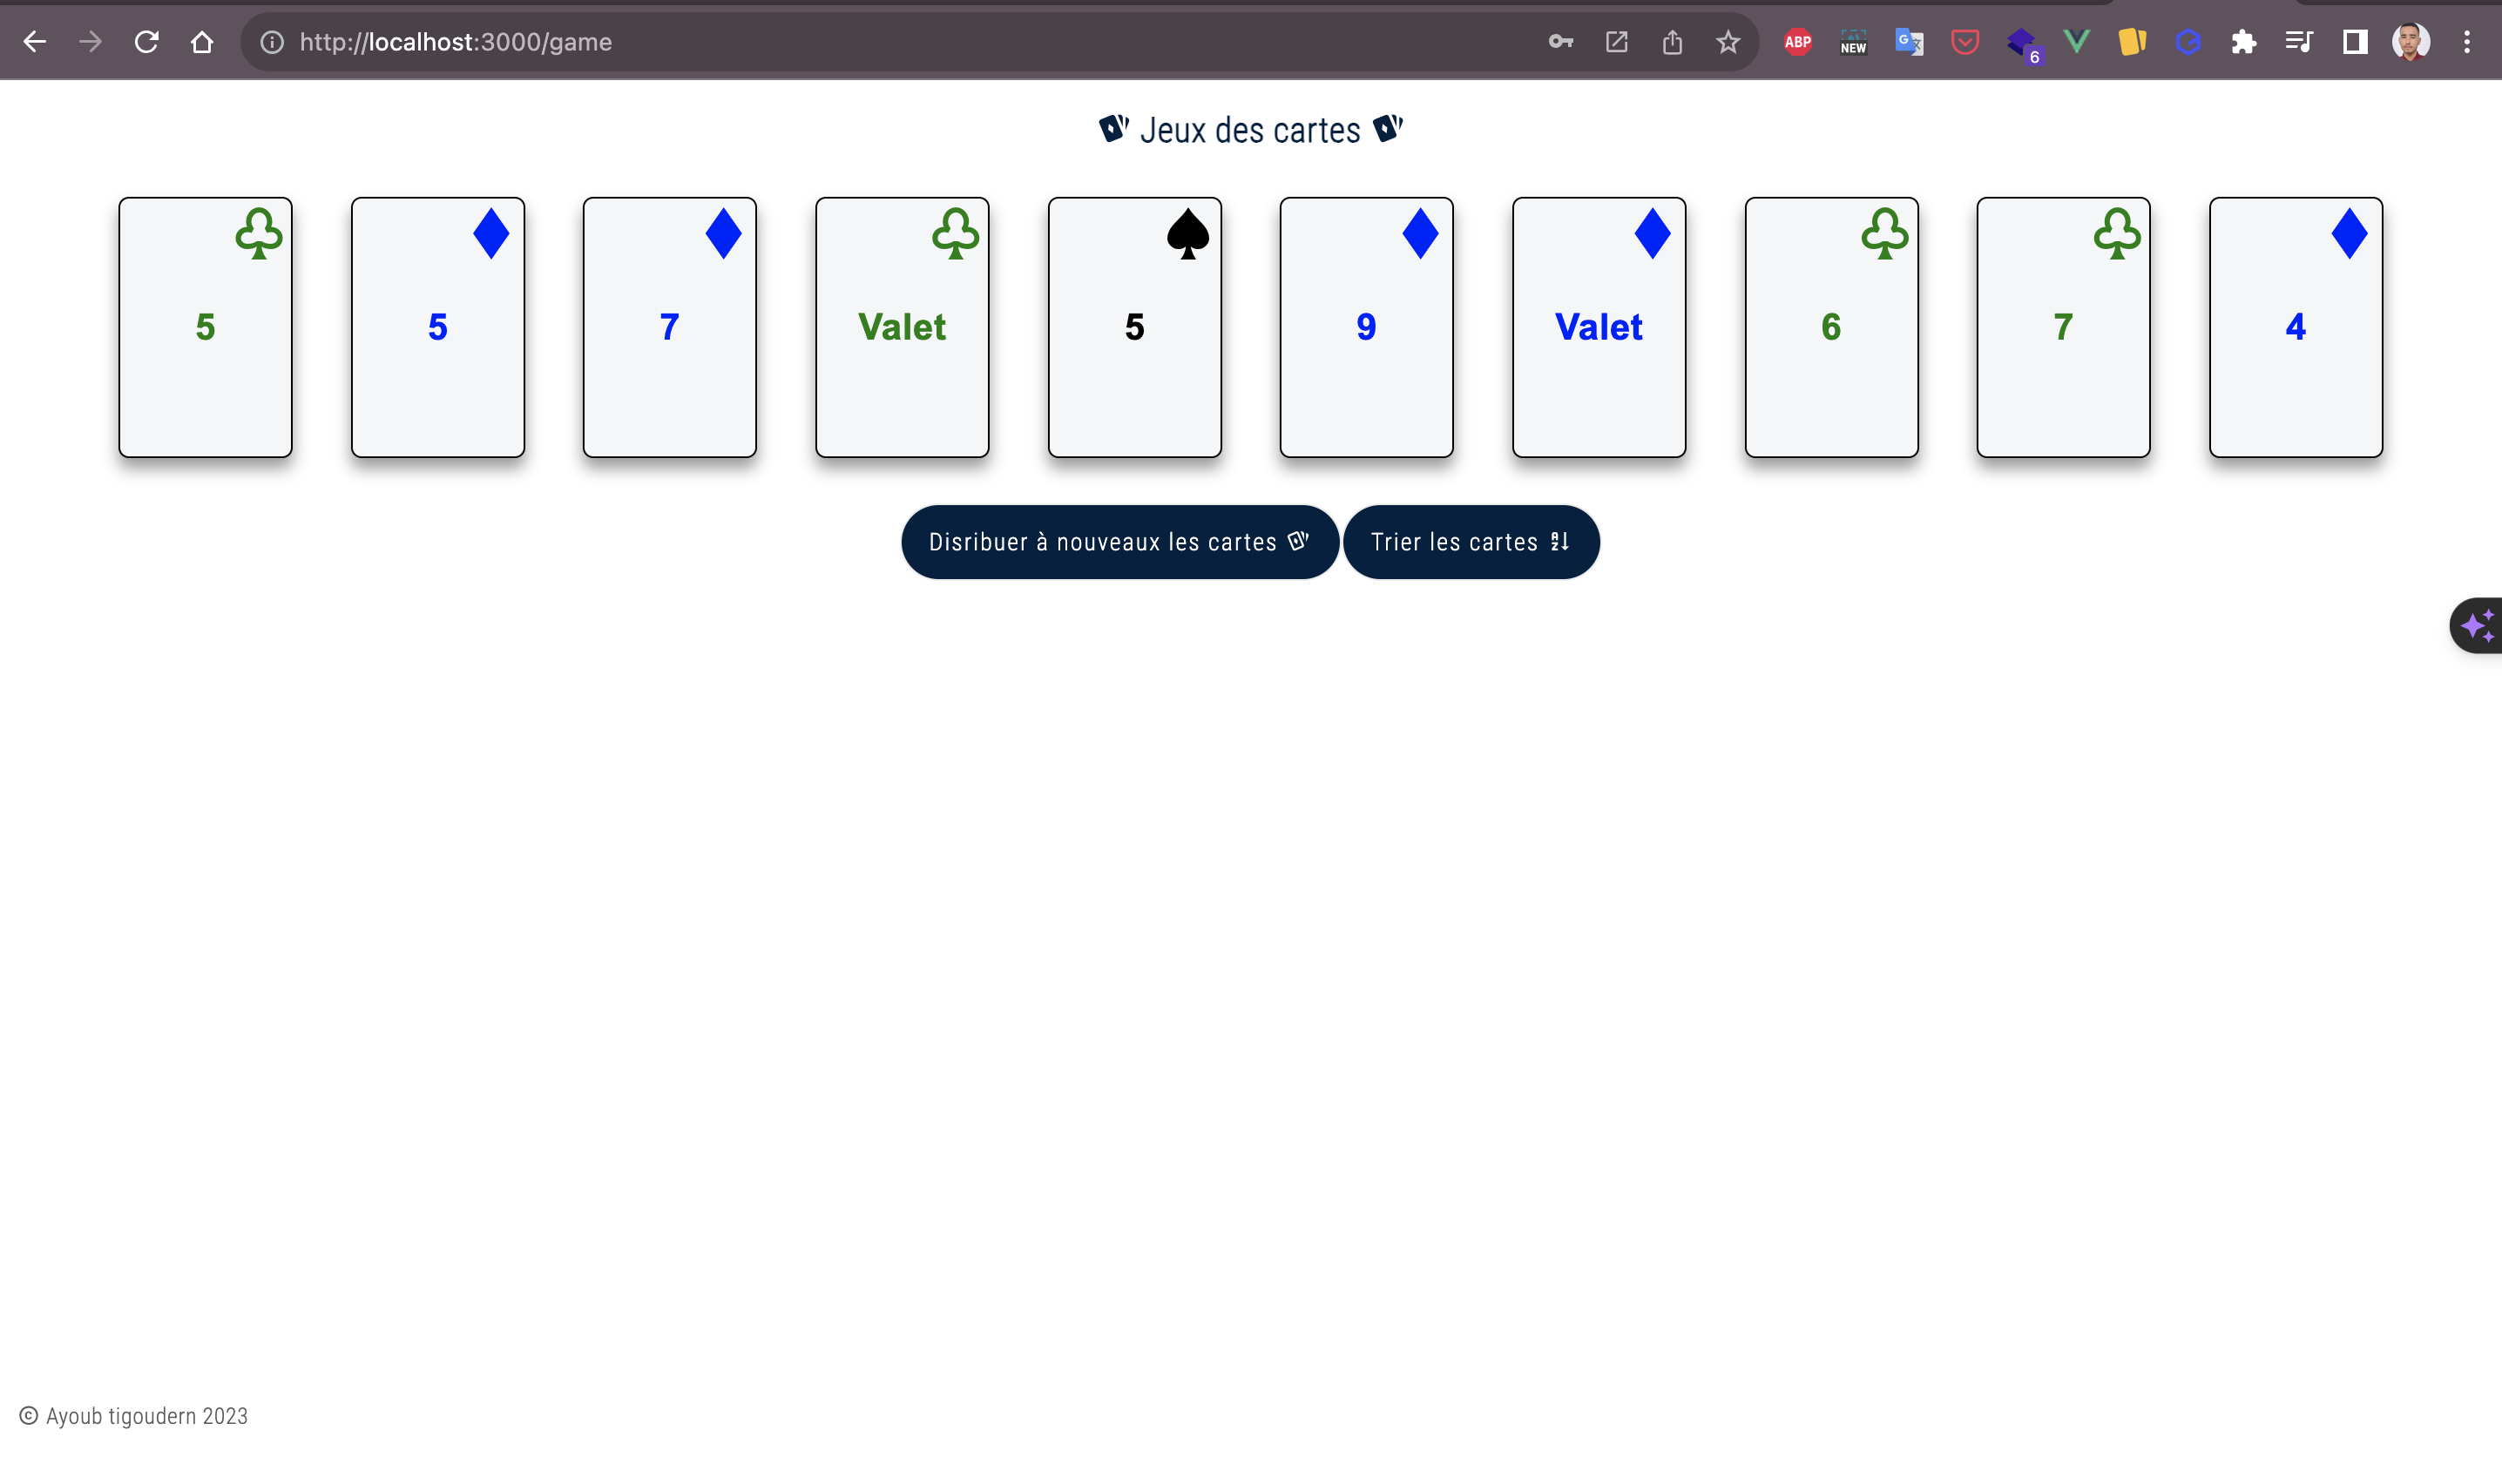 http://localhost:3000/game
ABP
NEW
G
6
Jeux des cartes
5
5
7
Valet
5
9
Valet
6
7
4
Disribuer à nouveaux les cartes
Trier les cartes
© Ayoub tigoudern 2023